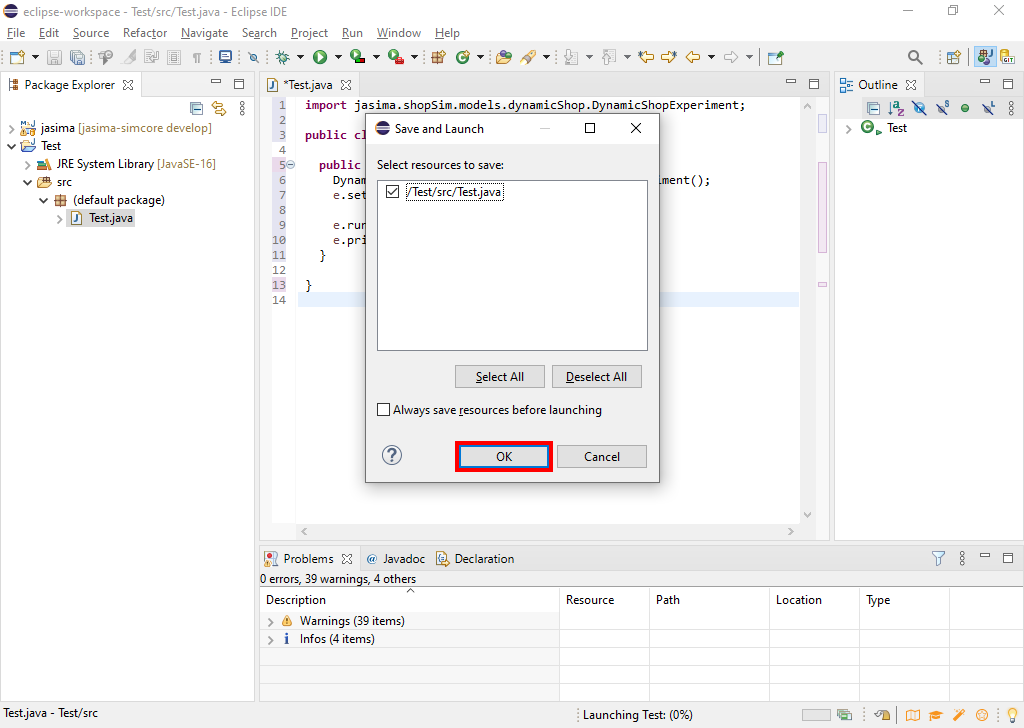 eclipse-workspace - Test/src/Test.java - Eclipse IDE
File Edit Source Refactor Navigate Search Project Run Window Help
Package Explorer
*Test.java
Outline
jasima [jasima-simcore develop]
Test
JRE System Library [JavaSE-16]
src
(default package)
Test.java
1 import jasima.shopSim.models.dynamicShop.DynamicShopExperiment;
2
3 public cl
4
5 public
6 Dynam iment();
7 e.set
8
9 e.run
10 e.pri
11 }
12
13 }
14
Save and Launch
Select resources to save:
/Test/src/Test.java
Select All Deselect All
Always save resources before launching
OK Cancel
Test
Problems Javadoc Declaration
0 errors, 39 warnings, 4 others
Description Resource Path Location Type
Warnings (39 items)
Infos (4 items)
Test.java - Test/src
Launching Test: (0%)